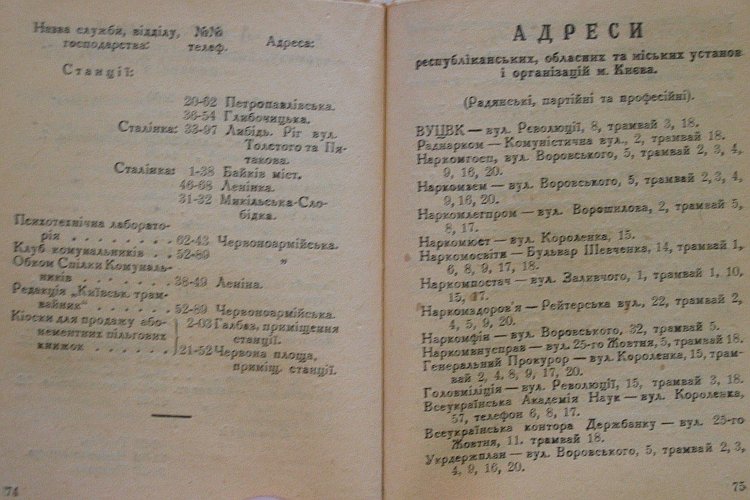 Назва служби, відділу, №№
господарства: телеф. Адреса:
Станції:
20-02 Петропавлівська.
36-54 Глибочицька.
Сталінка: 33-97 Либідь. Ріг вул.
Толстого та Пя-
такова.
Сталінка: 1-38 Байків міст.
46-68 Ленінка.
31-32 Микільська-Сло-
бідка.
Психотехнічна лаборато-
рія . . . . . . . . 62-43 Червоноармійська.
Клуб комунальників . . 52-89 „
Обком Спілки Комуналь-
ників . . . . . . . 38-49 Леніна.
Редакція „Київськ. трам-
вайник“ . . . . . . 52-89 Червоноармійська.
Кіоски для продажу або- 2-03 Галбаз, приміщення
нементних пільгових станції.
книжок . . . . . . 21-52 Червона площа,
приміщ. станції.
74
АДРЕСИ
республіканських, обласних та міських установ
і організацій м. Києва.
(Радянські, партійні та професійні).
ВУЦВК — вул. Революції, 8, трамвай 3, 18.
Раднарком — Комуністична вул., 2, трамвай 18.
Наркомгосп, вул. Воровського, 5, трамвай 2, 3, 4,
9, 16, 20.
Наркомзем — вул. Воровського, 5, трамвай 2, 3, 4,
9, 16, 20.
Наркомлегпром — вул. Ворошилова, 2, трамвай 5,
8, 17.
Наркомюст — вул. Короленка, 15.
Наркомосвіти — Бульвар Шевченка, 14, трамвай 1,
6, 8, 9, 17, 18.
Наркомпостач — вул. Заливчого, 1, трамвай 1, 10,
15, 17.
Наркомздоров'я — Рейтерська вул., 22, трамвай 2,
4, 5, 9, 20.
Наркомфін — вул. Воровського, 32, трамвай 5.
Наркомвнусправ — вул. 25-го Жовтня, 5, трамвай 18.
Генеральний Прокурор — вул. Короленка, 15, трам-
вай 2, 4, 8, 9, 17, 20.
Головміліція — вул. Революції, 15, трамвай 3, 18.
Всеукраїнська Академія Наук — вул. Короленка,
57, телефон 6, 8, 17.
Всеукраїнська контора Держбанку — вул. 25-го
Жовтня, 11. трамвай 18.
Укрдержплан — вул. Воровського, 5, трамвай 2, 3,
4, 9, 16, 20.
75